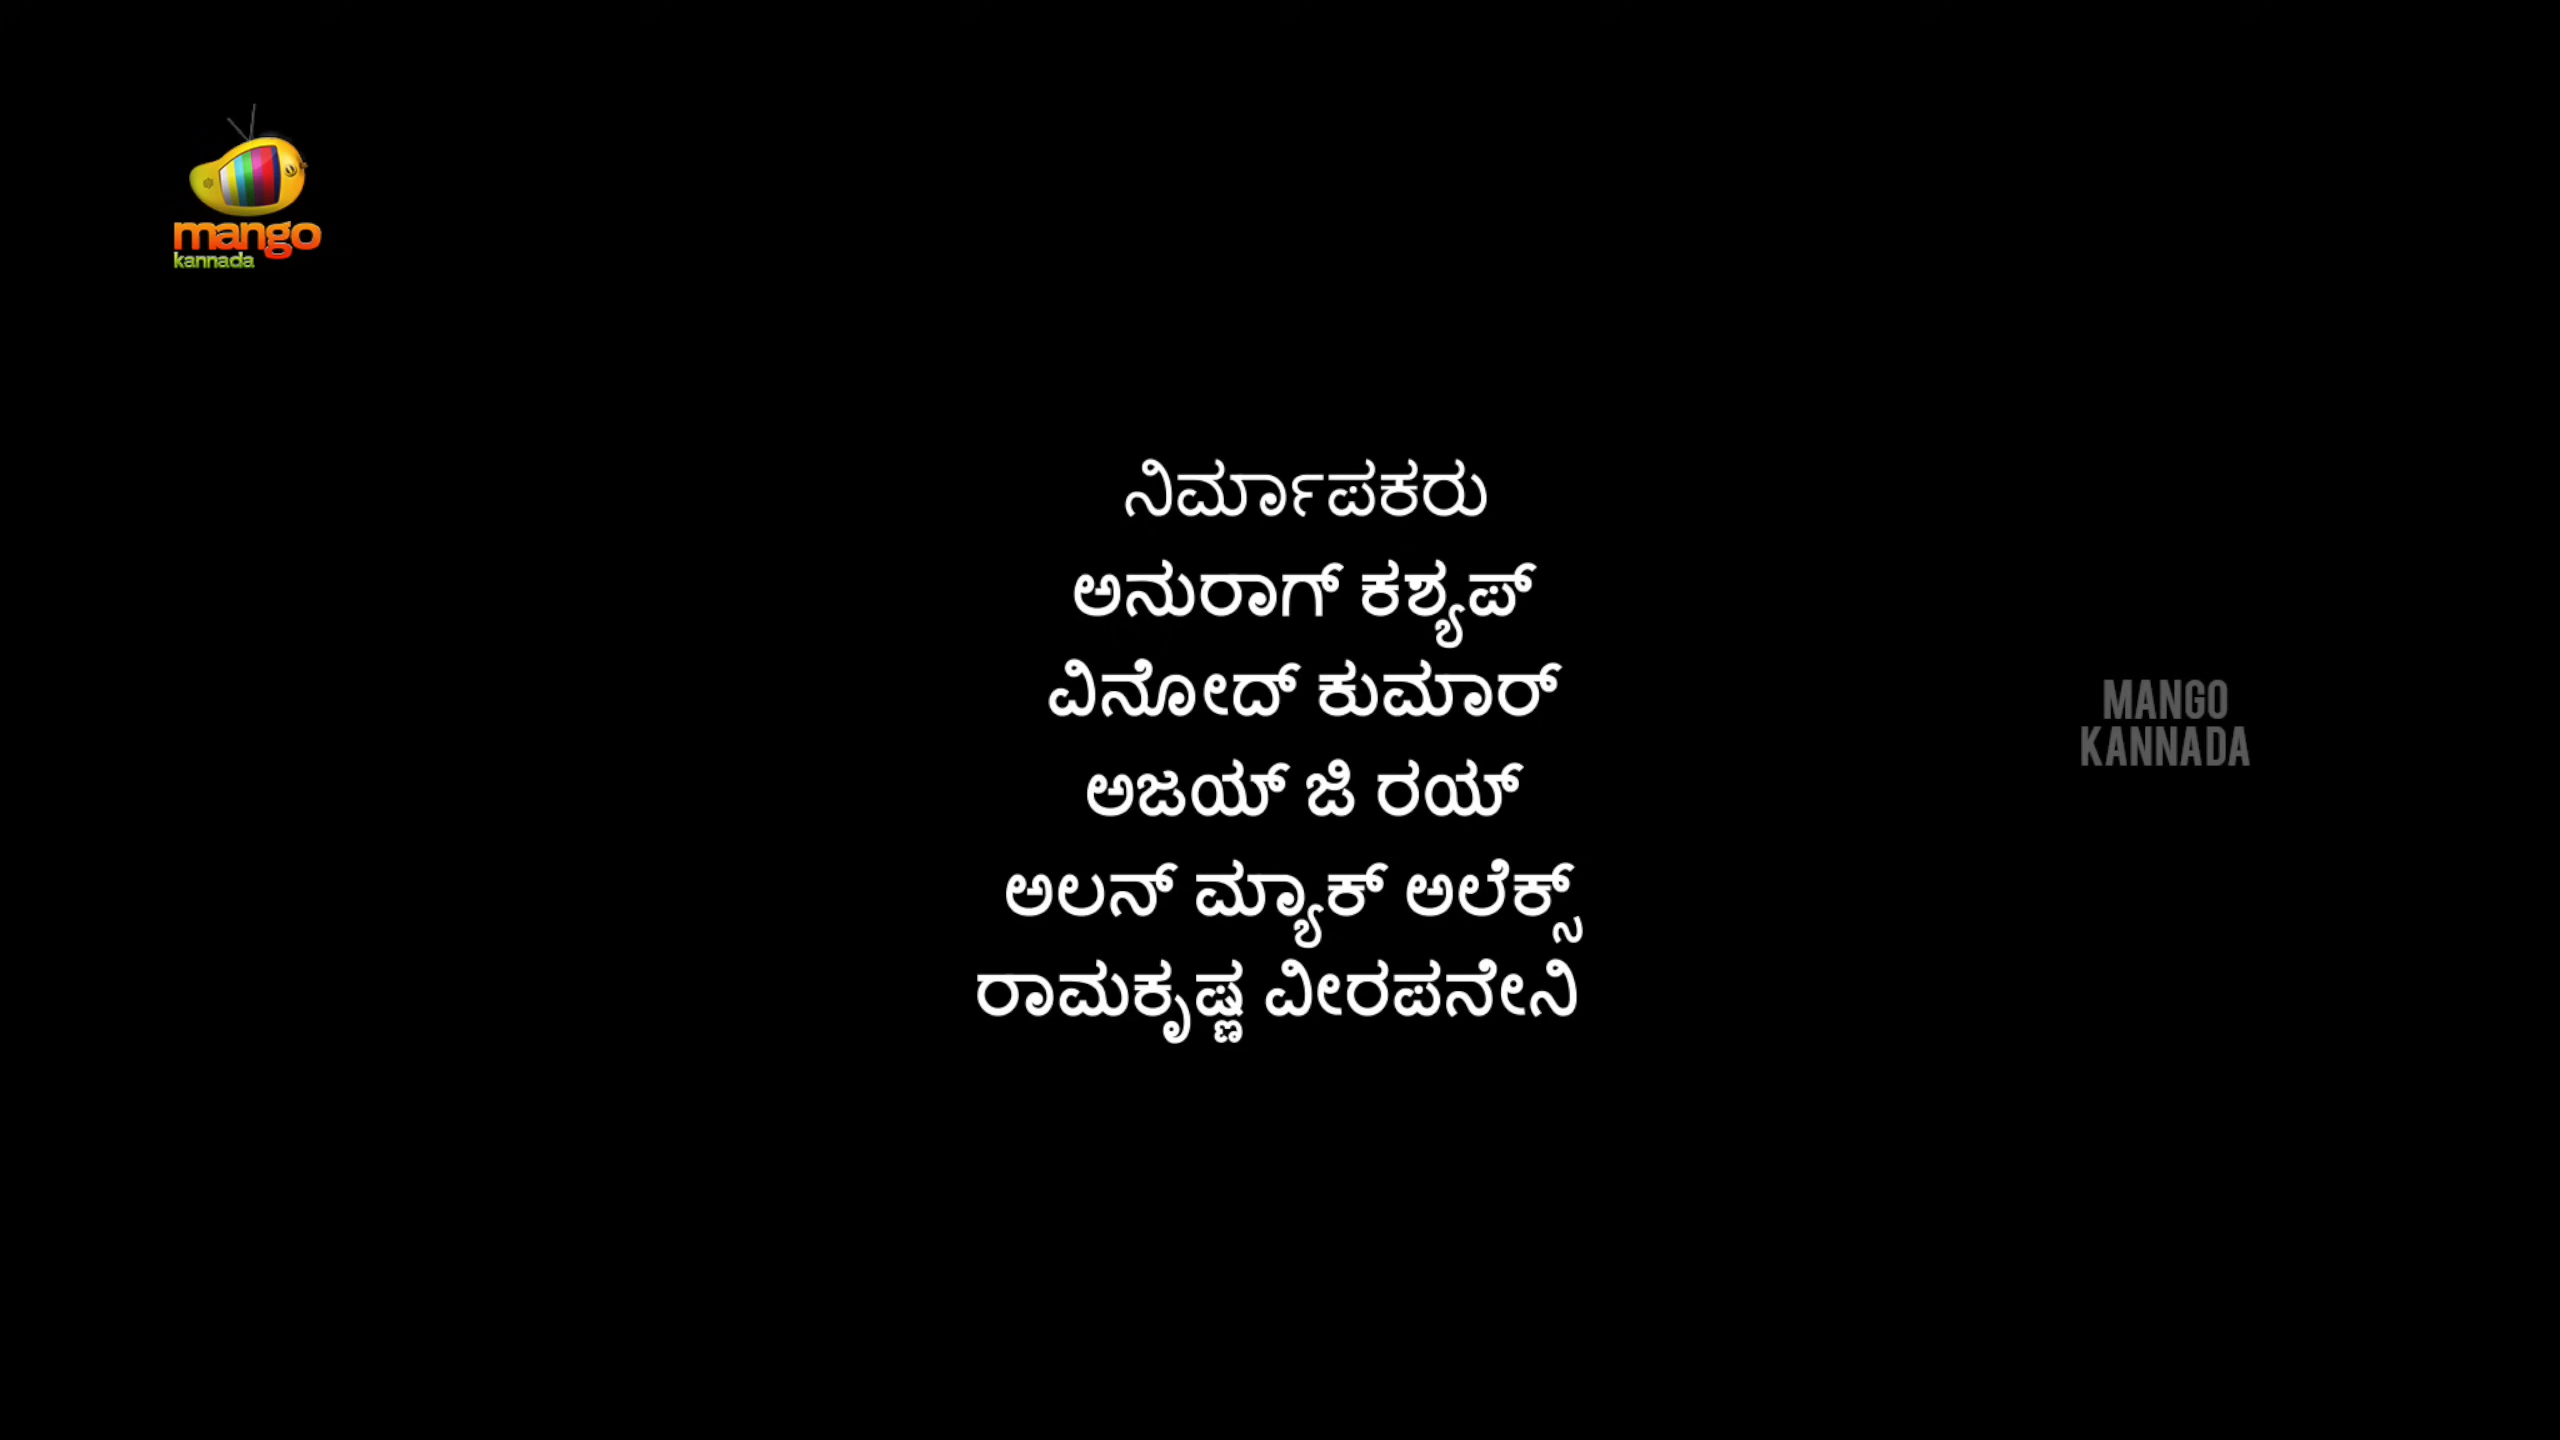 mango
kannada
ನಿರ್ಮಾಪಕರು
ಅನುರಾಗ್ ಕಶ್ಯಪ್
ವಿನೋದ್ ಕುಮಾರ್
ಅಜಯ್ ಜಿ ರಯ್
ಅಲನ್ ಮ್ಯಾಕ್ ಅಲೆಕ್ಸ್
ರಾಮಕೃಷ್ಣ ವೀರಪನೇನಿ
MANGO
KANNADA